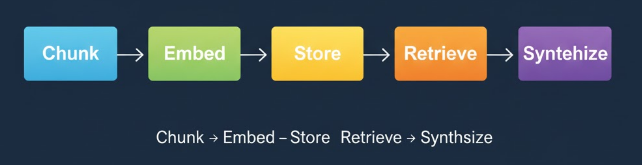 Chunk → Embed → Store → Retrieve → Syntehize
Chunk → Embed – Store Retrieve → Synthsize